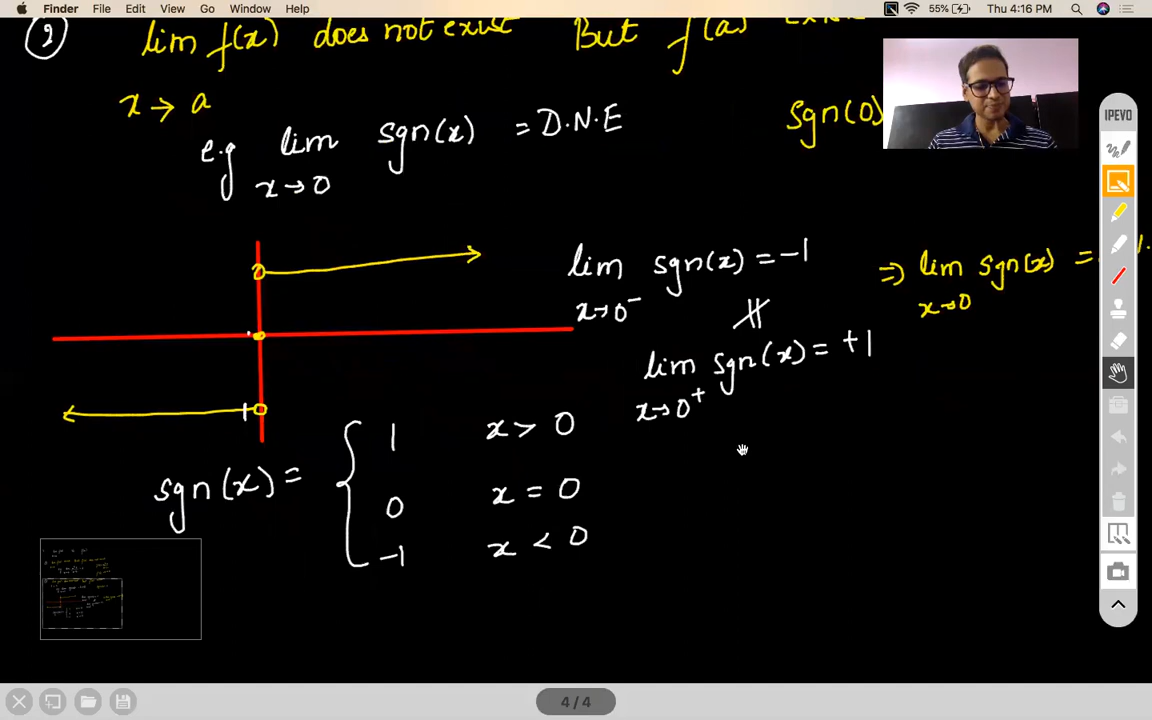 Finder File Edit View Go Window Help 55% Thu 4:16 PM
② lim f(x) does not exist But f(a)
x → a
e.g lim sgn(x) = D.N.E sgn(0)
x → 0
IPEVO
lim sgn(x) = -1 ⇒ lim sgn(x) =
x → 0⁻ x → 0
lim sgn(x) = +1
x → 0⁺
sgn(x) = { 1 x > 0
0 x = 0
-1 x < 0
4 / 4